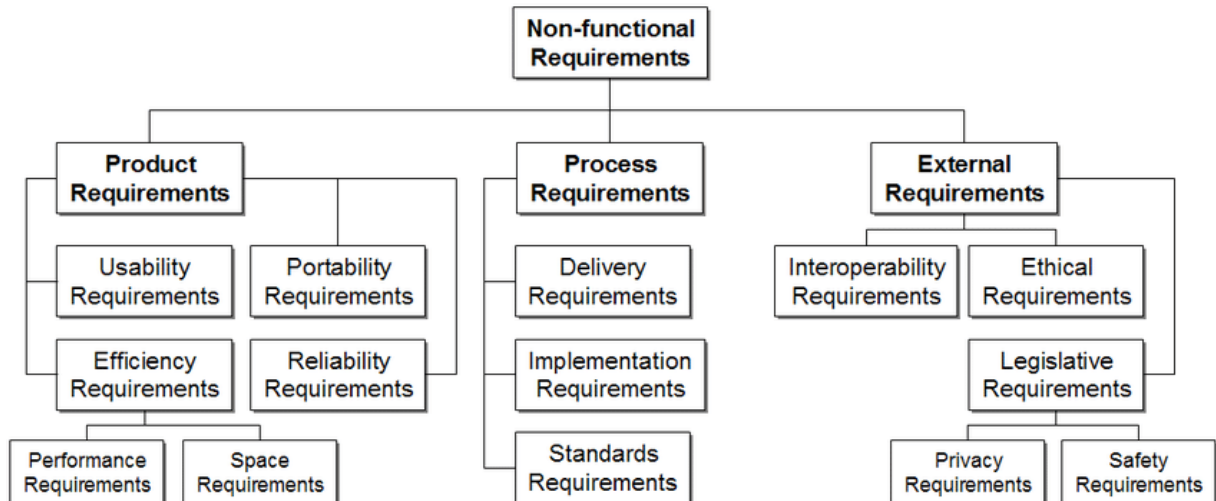 Non-functional
Requirements
Product
Requirements
Process
Requirements
External
Requirements
Usability
Requirements
Portability
Requirements
Delivery
Requirements
Interoperability
Requirements
Ethical
Requirements
Efficiency
Requirements
Reliability
Requirements
Implementation
Requirements
Legislative
Requirements
Performance
Requirements
Space
Requirements
Standards
Requirements
Privacy
Requirements
Safety
Requirements